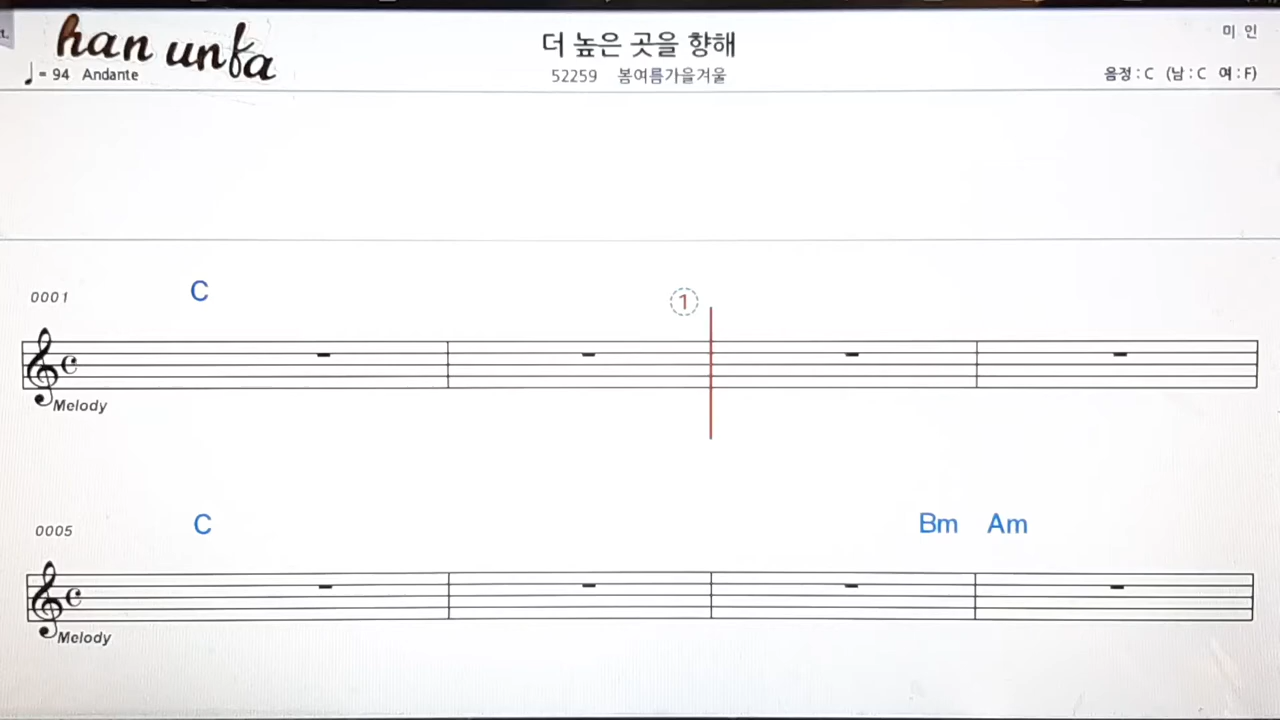 han unfa
더 높은 곳을 향해
미 인
♩= 94 Andante
52259 봄여름가을겨울
음정 : C (남 : C 여 : F)
0001 C
1
Melody
0005 C Bm Am
Melody